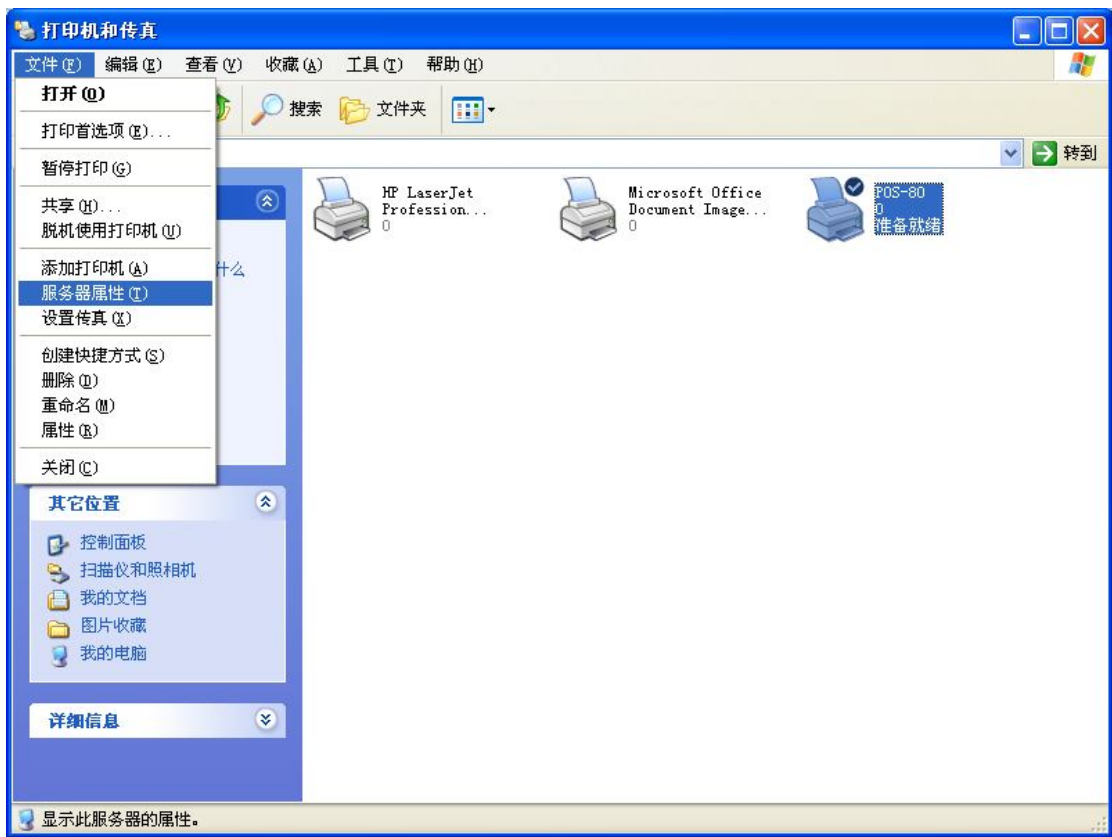 打印机和传真
文件(F) 编辑(E) 查看(V) 收藏(A) 工具(T) 帮助(H)
打开(O)
打印首选项(E)...
暂停打印(G)
共享(H)...
脱机使用打印机(U)
添加打印机(A)
服务器属性(T)
设置传真(X)
创建快捷方式(S)
删除(D)
重命名(M)
属性(R)
关闭(C)
搜索 文件夹
转到
什么
其它位置
控制面板
扫描仪和照相机
我的文档
图片收藏
我的电脑
详细信息
HP LaserJet
Profession...
0
Microsoft Office
Document Image...
0
POS-80
0
准备就绪
显示此服务器的属性。